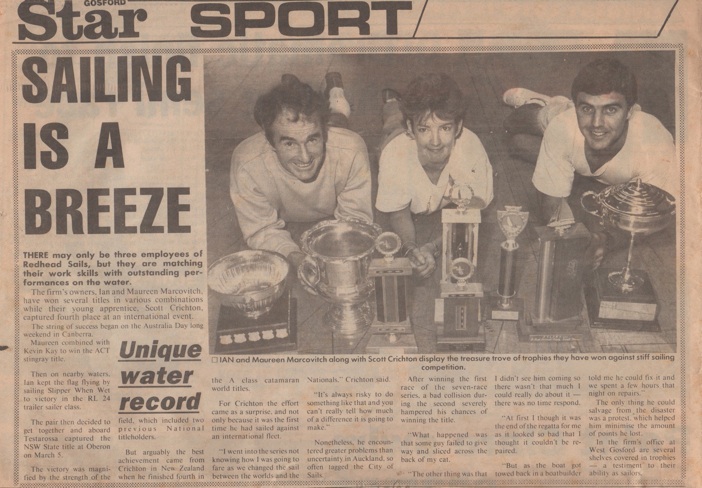 GOSFORD
Star SPORT
SAILING
IS A
BREEZE
THERE may only be three employees of
Redhead Sails, but they are matching
their work skills with outstanding per-
formances on the water.
The firm's owners, Ian and Maureen Marcovitch,
have won several titles in various combinations
while their young apprentice, Scott Crichton,
captured fourth place at an international event.
The string of success began on the Australia Day long
weekend in Canberra.
Maureen combined with
Kevin Kay to win the ACT
stingray title.
Then on nearby waters,
Ian kept the flag flying by
sailing Slipper When Wet
to victory in the RL 24
trailer sailer class.
The pair then decided to
get together and aboard
Testarossa captured the
NSW State title at Oberon
on March 5.
The victory was magni-
fied by the strength of the
Unique
water
record
field, which included two
previous National
titleholders.
But arguably the best
achievement came from
Crichton in New Zealand
when he finished fourth in
□ IAN and Maureen Marcovitch along with Scott Crichton display the treasure trove of trophies they have won against stiff sailing
competition.
the A class catamaran
world titles.
For Crichton the effort
came as a surprise, and not
only because it was the first
time he had sailed against
an international fleet.
"I went into the series not
knowing how I was going to
fare as we changed the sail
between the worlds and the
Nationals," Crichton said.
"It's always risky to do
something like that and you
can't really tell how much
of a difference it is going to
make."
Nonetheless, he encoun-
tered greater problems than
uncertainty in Auckland, so
often tagged the City of
Sails.
After winning the first
race of the seven-race
series, a bad collision dur-
ing the second severely
hampered his chances of
winning the title.
"What happened was
that some guy failed to give
way and sliced across the
back of my cat.
"The other thing was that
I didn't see him coming so
there wasn't that much I
could really do about it —
there was no time respond.
"At first I though it was
the end of the regatta for me
as it looked so bad that I
thought it couldn't be re-
paired.
"But as the boat got
towed back in a boatbuilder
told me he could fix it and
we spent a few hours that
night on repairs."
The only thing he could
salvage from the disaster
was a protest, which helped
him minimise the amount
of points he lost.
In the firm's office at
West Gosford are several
shelves covered in trophies
— a testiment to their
ability as sailors.